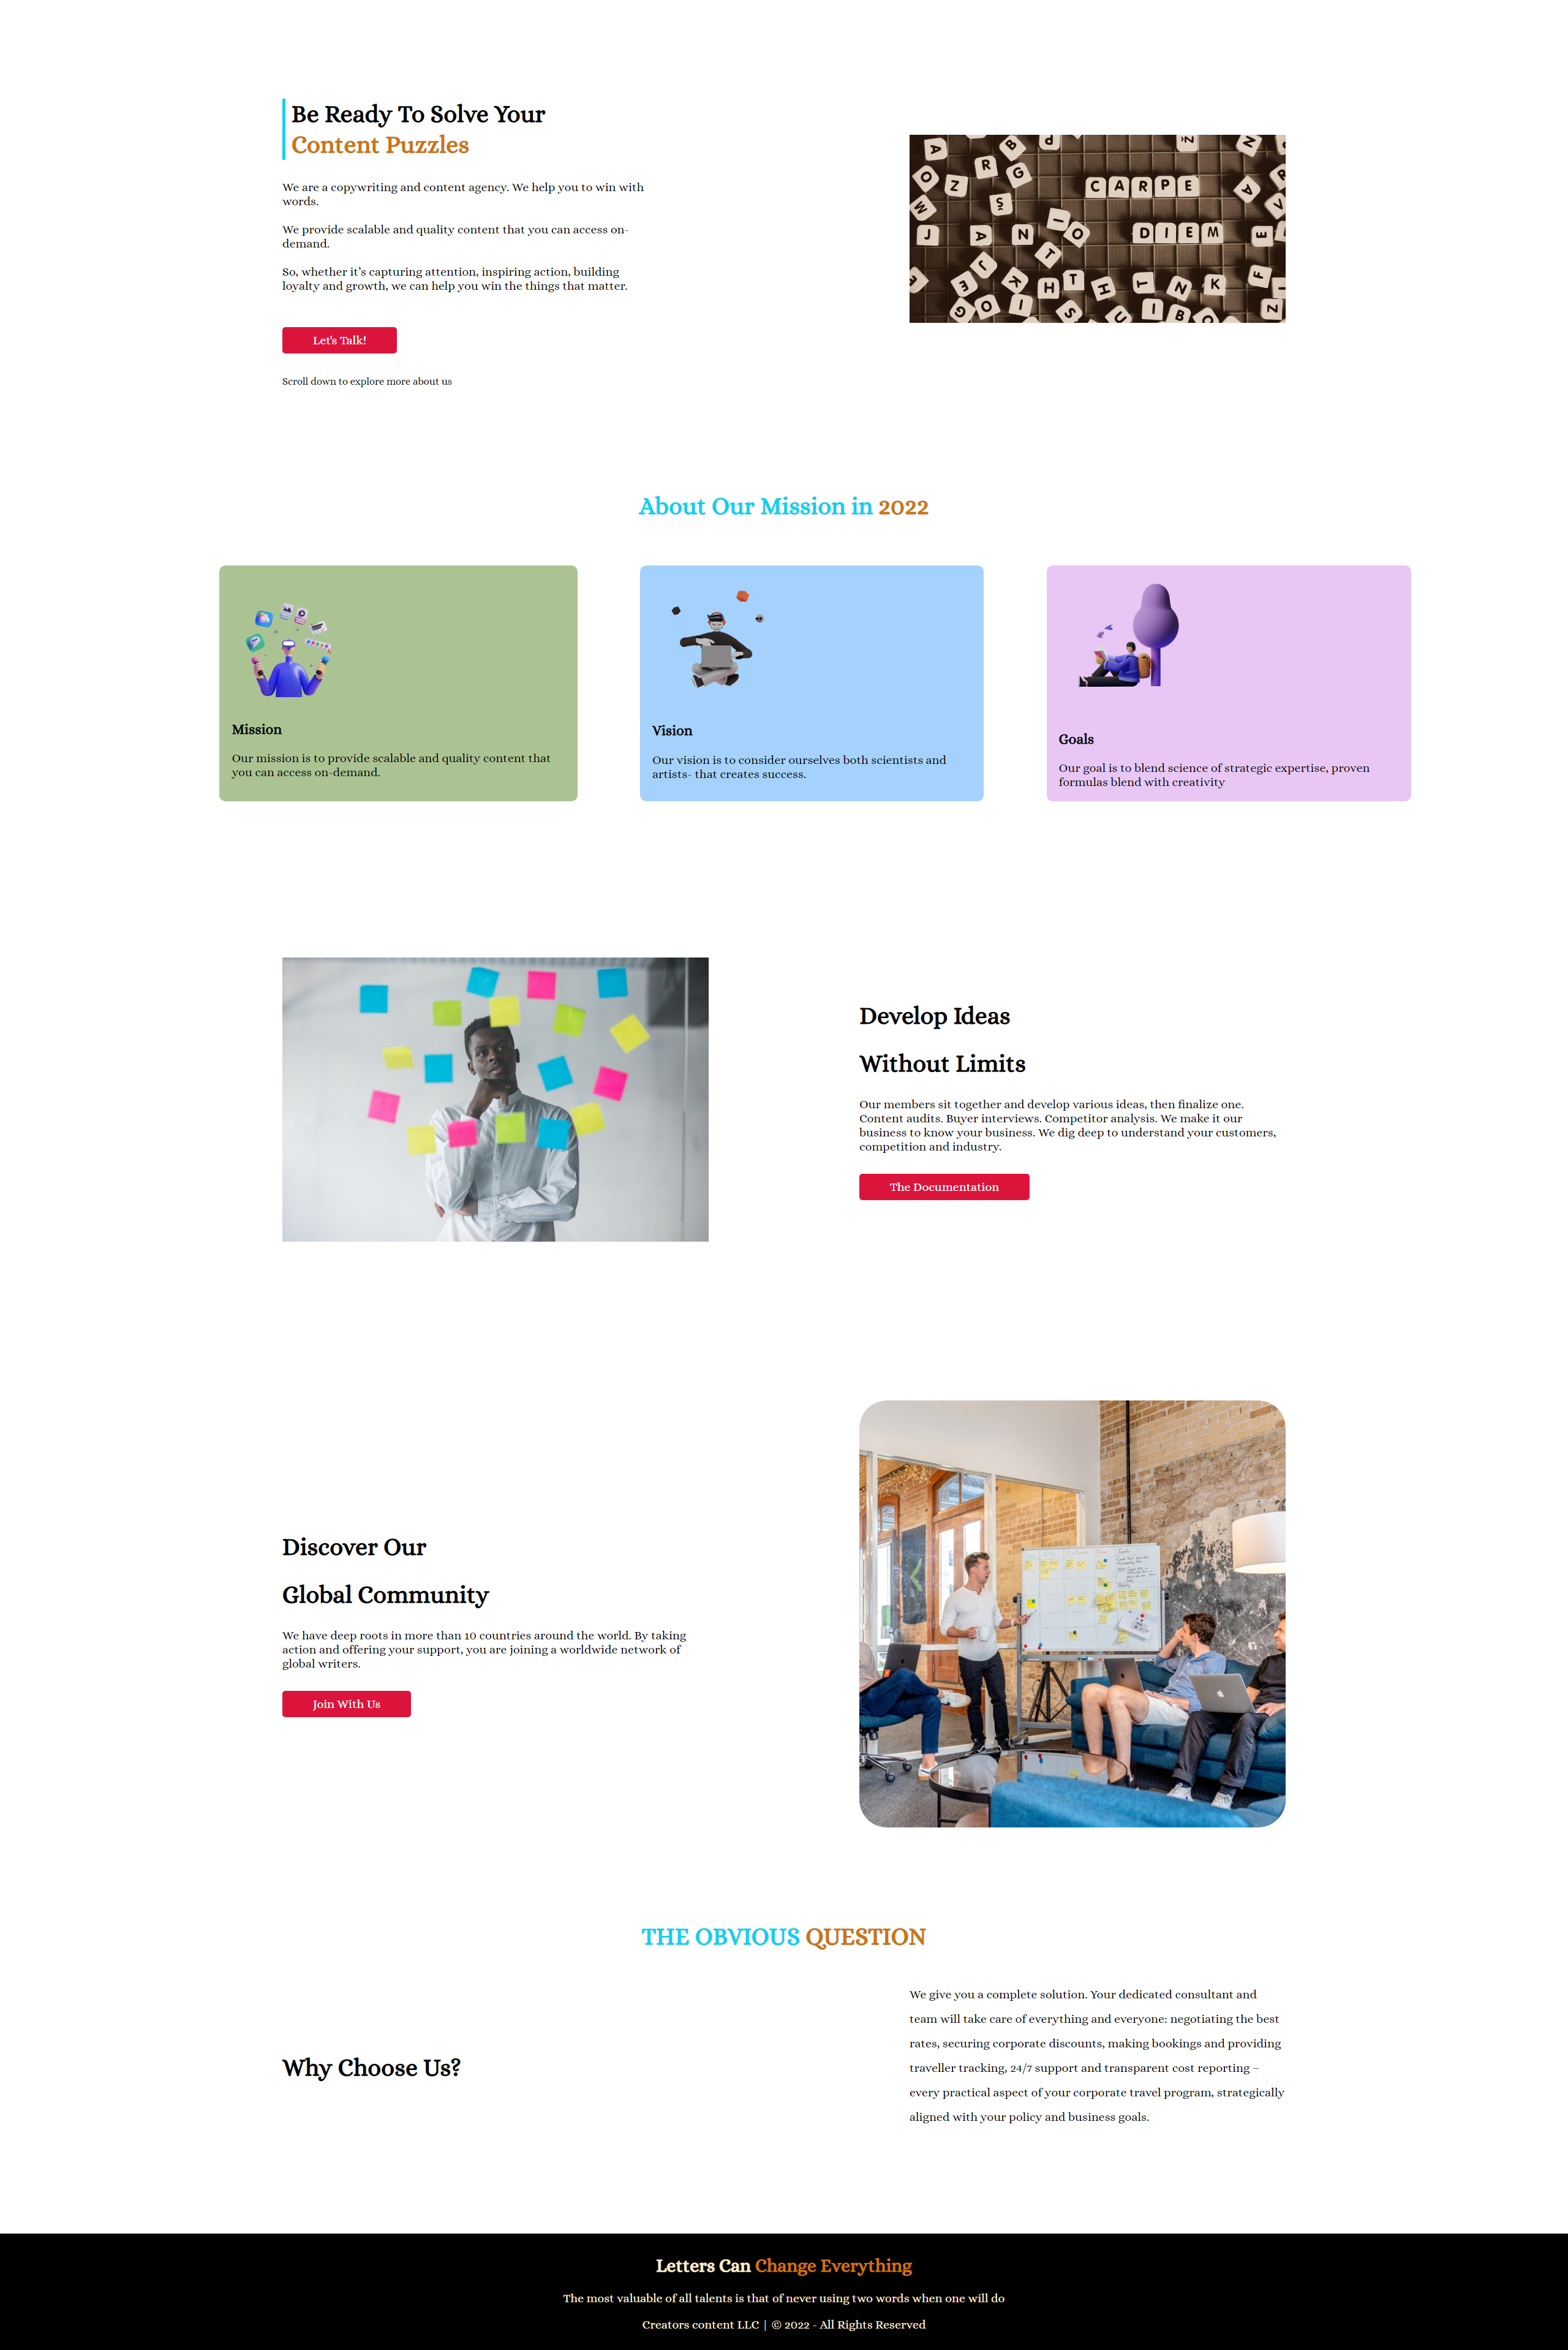 Be Ready To Solve Your
Content Puzzles
We are a copywriting and content agency. We help you to win with
words.
We provide scalable and quality content that you can access on-
demand.
So, whether it’s capturing attention, inspiring action, building
loyalty and growth, we can help you win the things that matter.
Let's Talk!
Scroll down to explore more about us
CARPE
DIEM
About Our Mission in 2022
Mission
Our mission is to provide scalable and quality content that
you can access on-demand.
Vision
Our vision is to consider ourselves both scientists and
artists- that creates success.
Goals
Our goal is to blend science of strategic expertise, proven
formulas blend with creativity
Develop Ideas
Without Limits
Our members sit together and develop various ideas, then finalize one.
Content audits. Buyer interviews. Competitor analysis. We make it our
business to know your business. We dig deep to understand your customers,
competition and industry.
The Documentation
Discover Our
Global Community
We have deep roots in more than 10 countries around the world. By taking
action and offering your support, you are joining a worldwide network of
global writers.
Join With Us
THE OBVIOUS QUESTION
Why Choose Us?
We give you a complete solution. Your dedicated consultant and
team will take care of everything and everyone: negotiating the best
rates, securing corporate discounts, making bookings and providing
traveller tracking, 24/7 support and transparent cost reporting –
every practical aspect of your corporate travel program, strategically
aligned with your policy and business goals.
Letters Can Change Everything
The most valuable of all talents is that of never using two words when one will do
Creators content LLC | © 2022 - All Rights Reserved